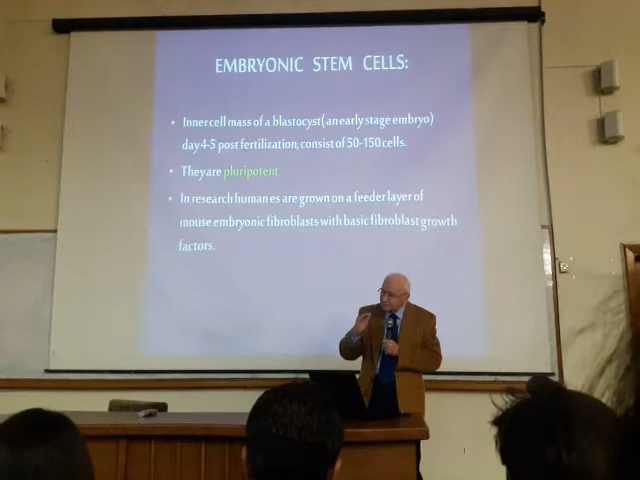 EMBRYONIC STEM CELLS:
• Inner cell mass of a blastocyst( an early stage embryo)
day 4-5 post fertilization, consist of 50-150 cells.
• They are pluripotent
• In research human es are grown on a feeder layer of
mouse embryonic fibroblasts with basic fibroblast growth
factors.